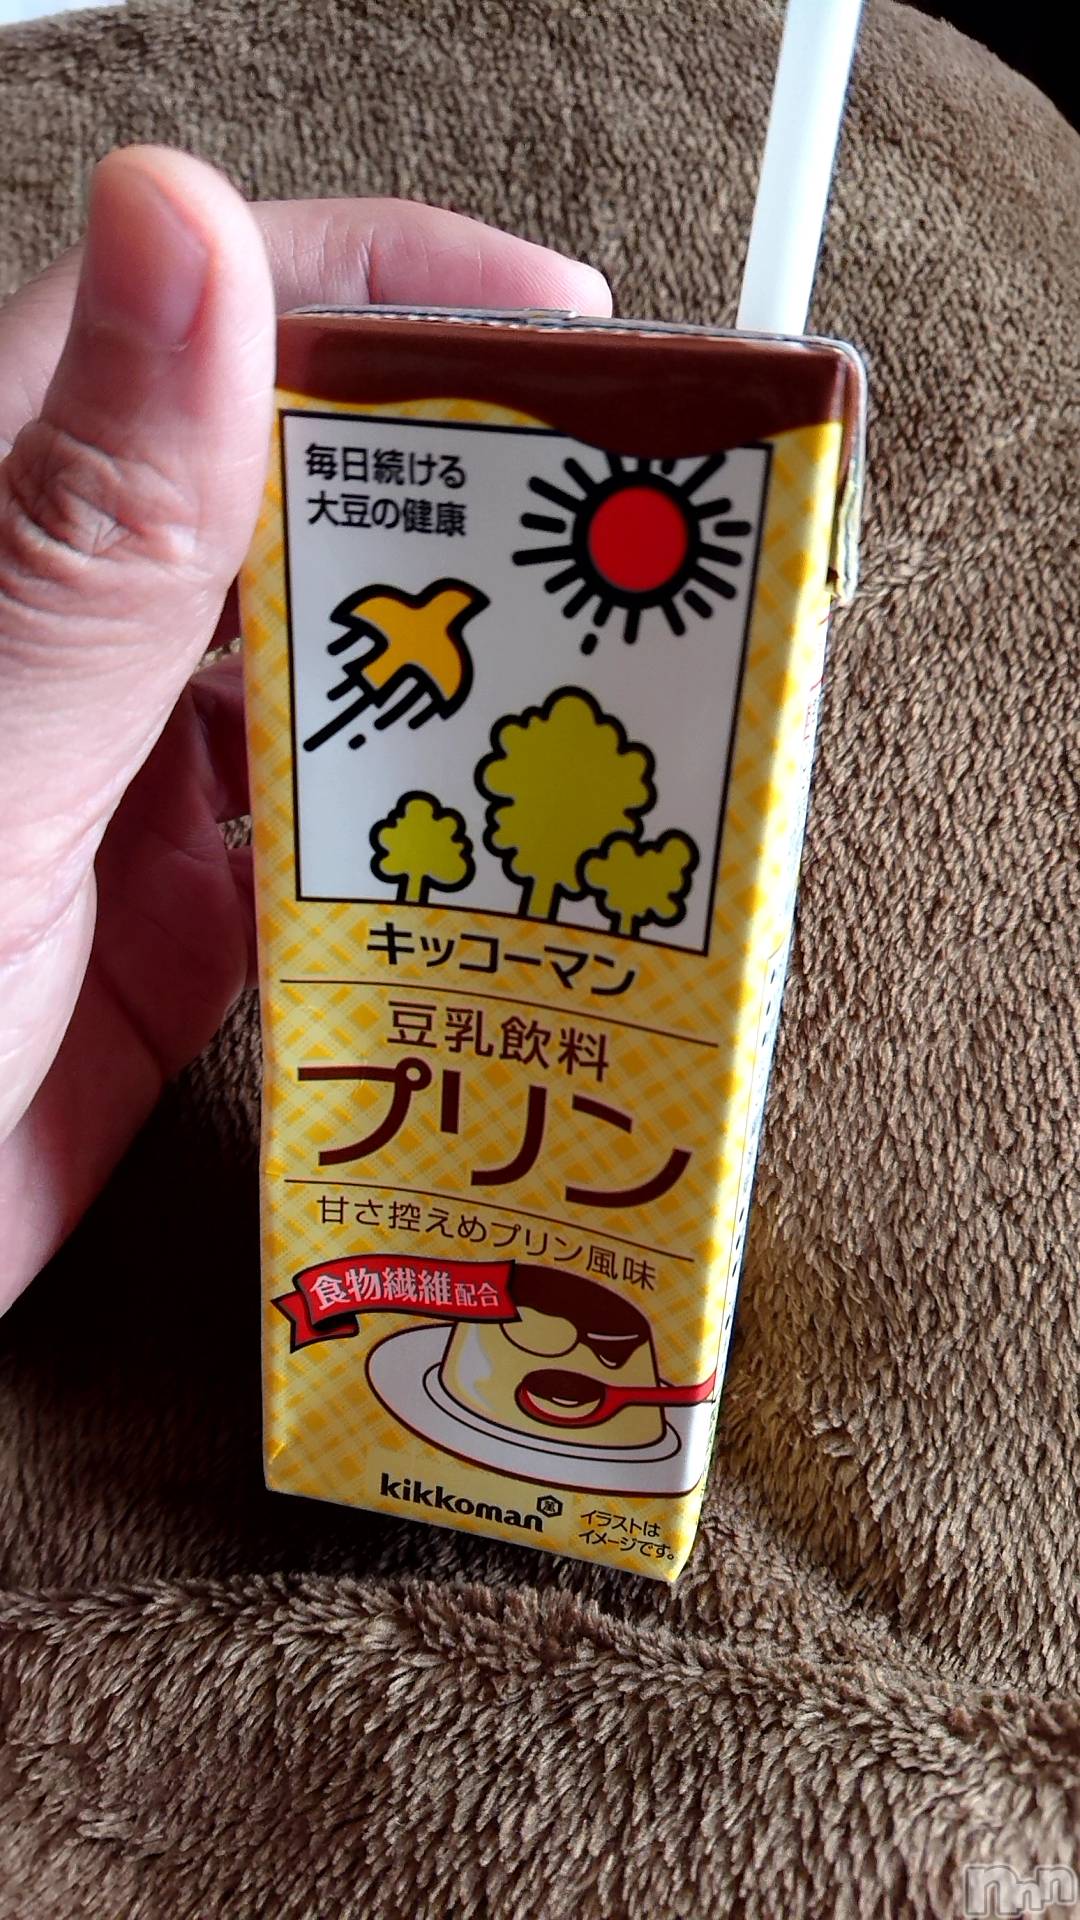 毎日続ける
大豆の健康
キッコーマン
豆乳飲料
プリン
甘さ控えめプリン風味
食物繊維配合
kikkoman
イラストは
イメージです。